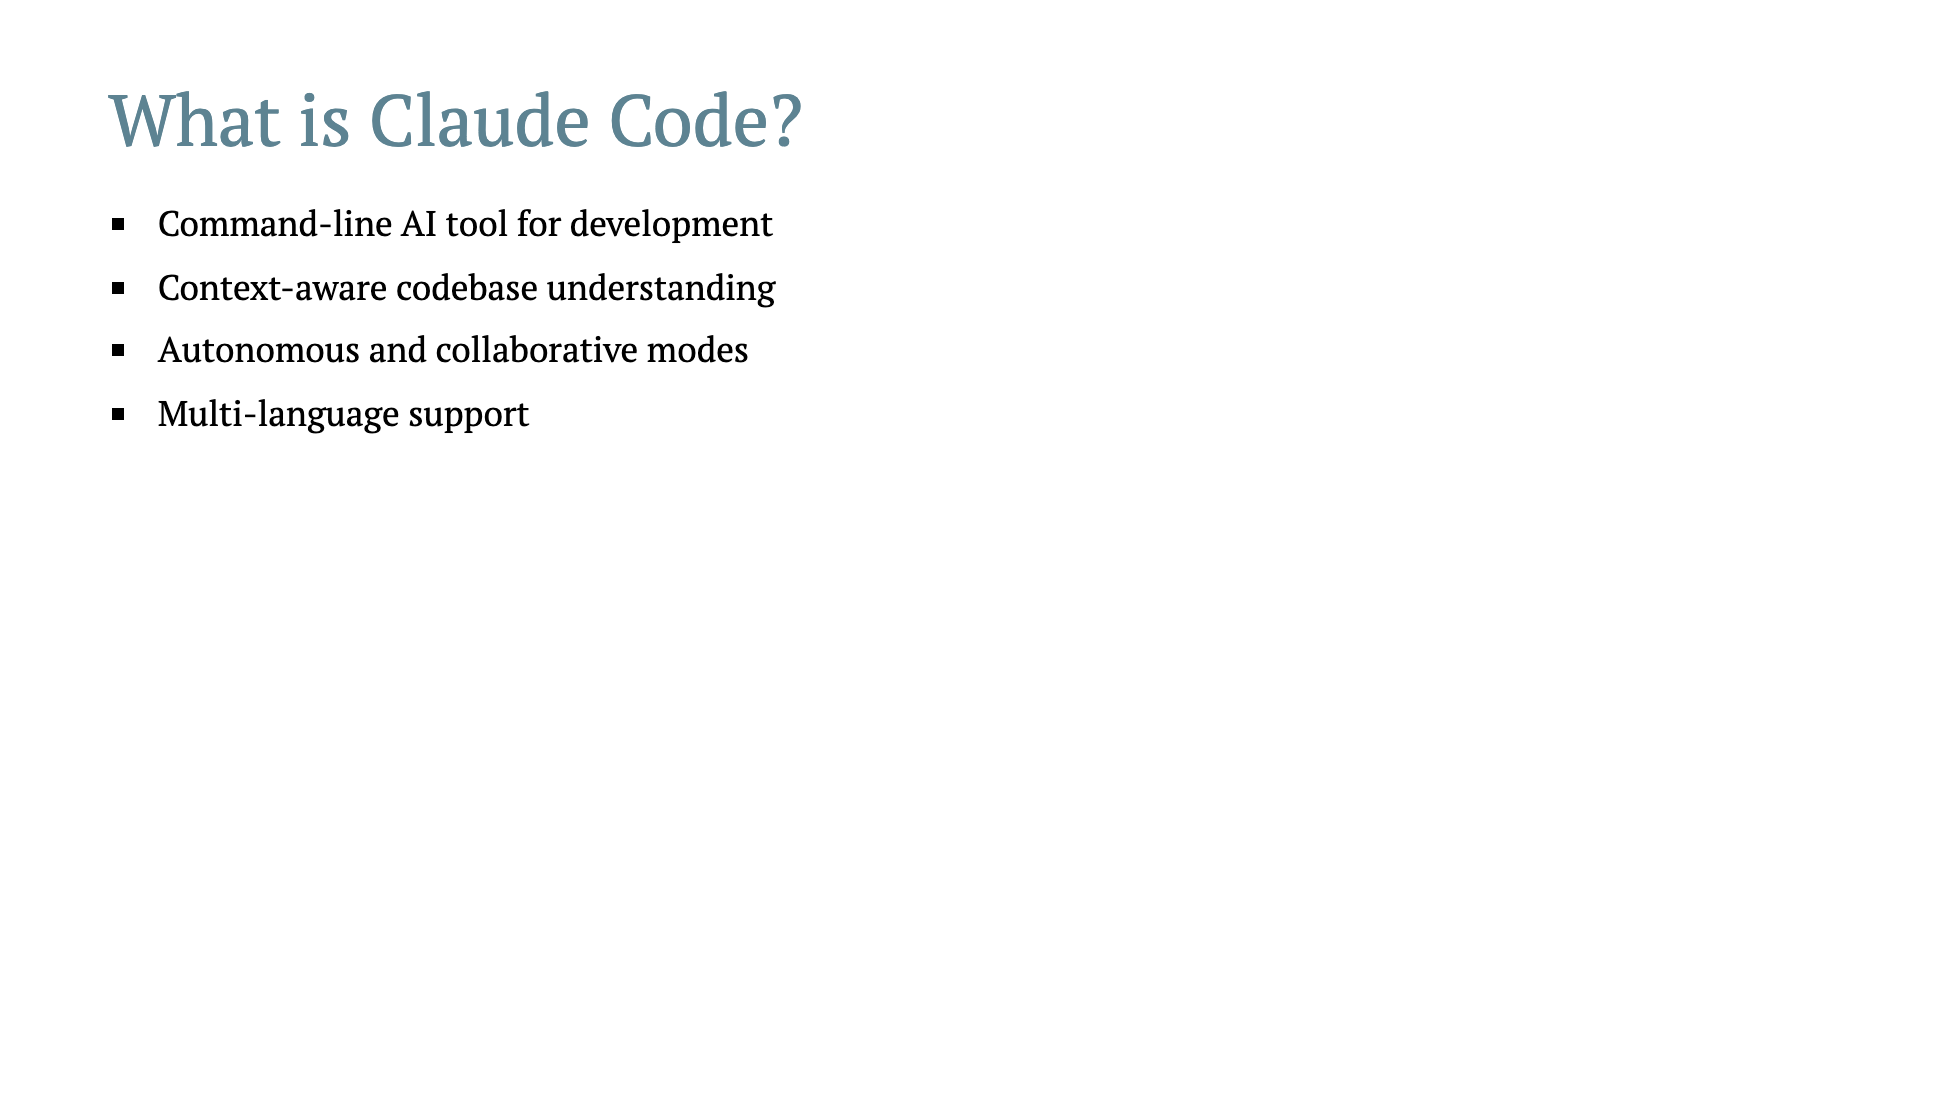 What is Claude Code?
▪ Command-line AI tool for development
▪ Context-aware codebase understanding
▪ Autonomous and collaborative modes
▪ Multi-language support